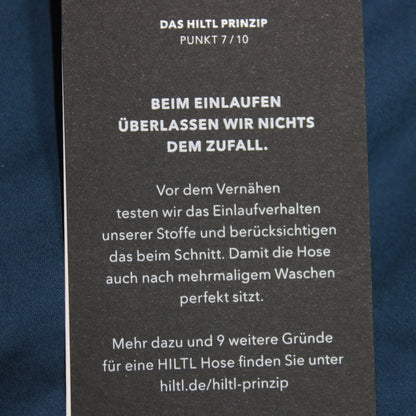 DAS HILTL PRINZIP
PUNKT 7 / 10
BEIM EINLAUFEN
ÜBERLASSEN WIR NICHTS
DEM ZUFALL.
Vor dem Vernähen
testen wir das Einlaufverhalten
unserer Stoffe und berücksichtigen
das beim Schnitt. Damit die Hose
auch nach mehrmaligem Waschen
perfekt sitzt.
Mehr dazu und 9 weitere Gründe
für eine HILTL Hose finden Sie unter
hiltl.de/hiltl-prinzip